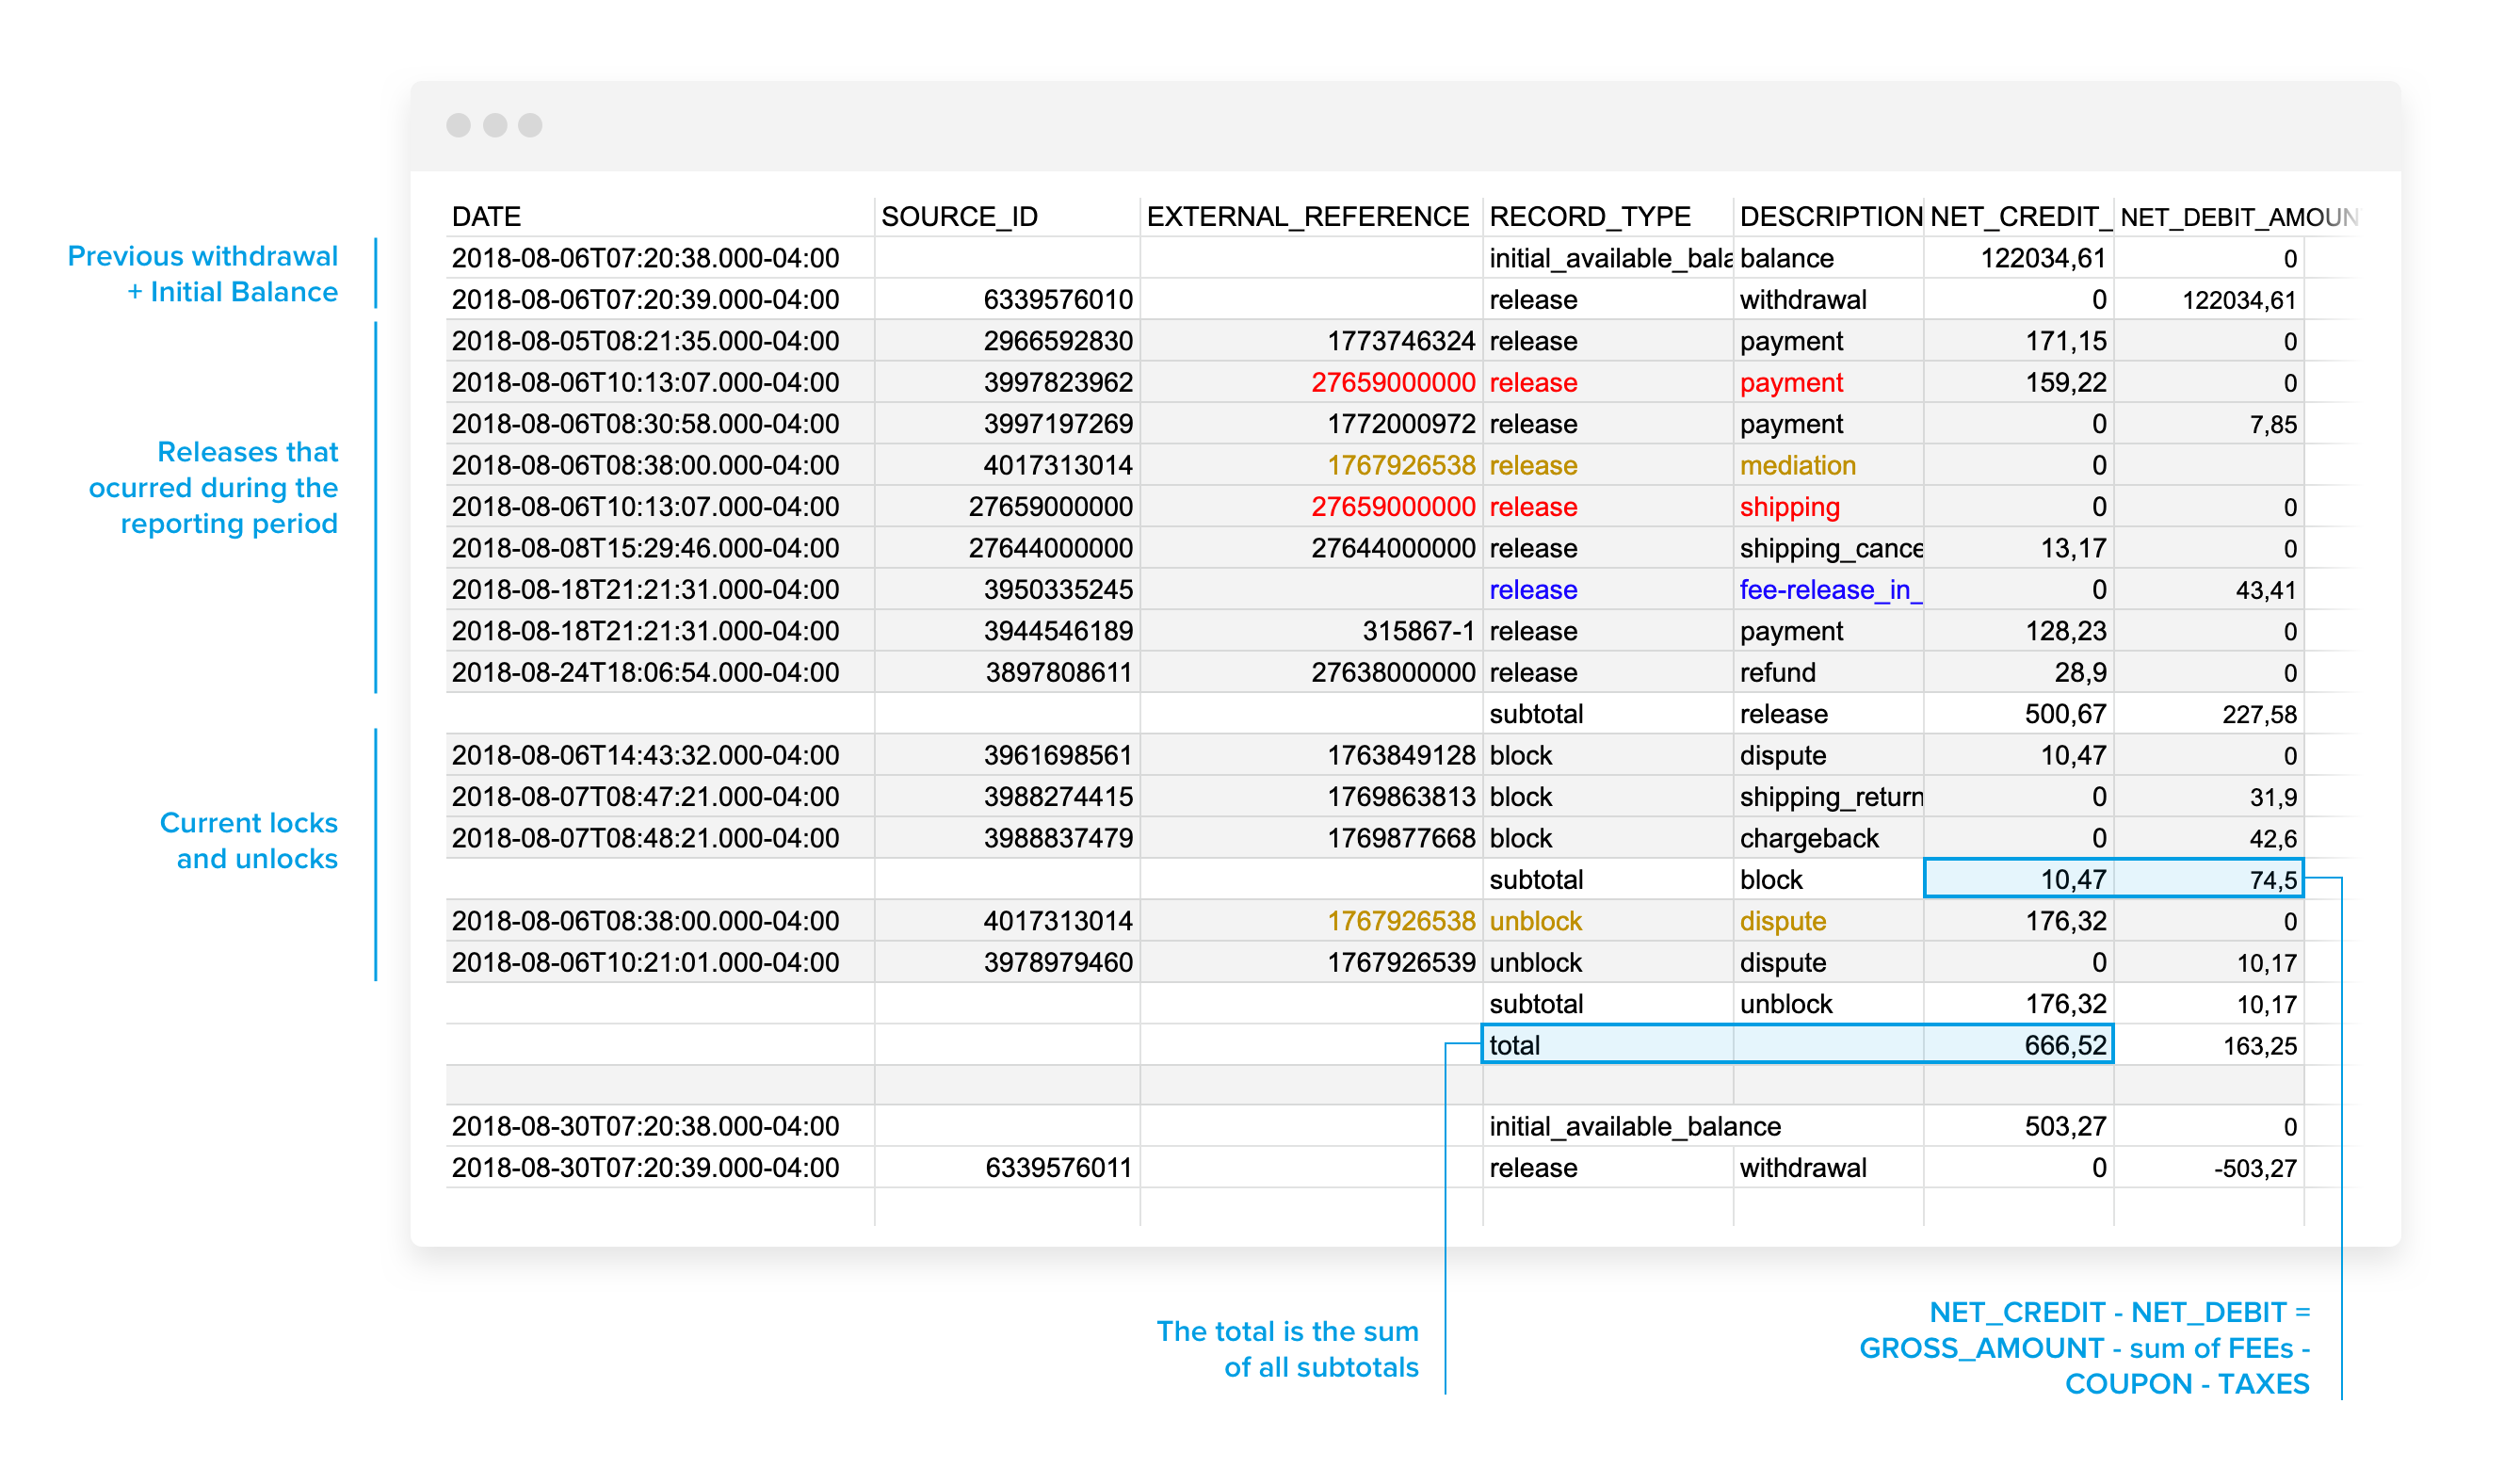 DATE SOURCE_ID EXTERNAL_REFERENCE RECORD_TYPE DESCRIPTION NET_CREDIT_ NET_DEBIT_AMOUN
Previous withdrawal
+ Initial Balance
2018-08-06T07:20:38.000-04:00 initial_available_bala balance 122034,61 0
2018-08-06T07:20:39.000-04:00 6339576010 release withdrawal 0 122034,61
Releases that
ocurred during the
reporting period
2018-08-05T08:21:35.000-04:00 2966592830 1773746324 release payment 171,15 0
2018-08-06T10:13:07.000-04:00 3997823962 27659000000 release payment 159,22 0
2018-08-06T08:30:58.000-04:00 3997197269 1772000972 release payment 0 7,85
2018-08-06T08:38:00.000-04:00 4017313014 1767926538 release mediation 0
2018-08-06T10:13:07.000-04:00 27659000000 27659000000 release shipping 0 0
2018-08-08T15:29:46.000-04:00 27644000000 27644000000 release shipping_cance 13,17 0
2018-08-18T21:21:31.000-04:00 3950335245 release fee-release_in_ 0 43,41
2018-08-18T21:21:31.000-04:00 3944546189 315867-1 release payment 128,23 0
2018-08-24T18:06:54.000-04:00 3897808611 27638000000 release refund 28,9 0
subtotal release 500,67 227,58
Current locks
and unlocks
2018-08-06T14:43:32.000-04:00 3961698561 1763849128 block dispute 10,47 0
2018-08-07T08:47:21.000-04:00 3988274415 1769863813 block shipping_return 0 31,9
2018-08-07T08:48:21.000-04:00 3988837479 1769877668 block chargeback 0 42,6
subtotal block 10,47 74,5
2018-08-06T08:38:00.000-04:00 4017313014 1767926538 unblock dispute 176,32 0
2018-08-06T10:21:01.000-04:00 3978979460 1767926539 unblock dispute 0 10,17
subtotal unblock 176,32 10,17
total 666,52 163,25
2018-08-30T07:20:38.000-04:00 initial_available_balance 503,27 0
2018-08-30T07:20:39.000-04:00 6339576011 release withdrawal 0 -503,27
The total is the sum
of all subtotals
NET_CREDIT - NET_DEBIT =
GROSS_AMOUNT - sum of FEEs -
COUPON - TAXES